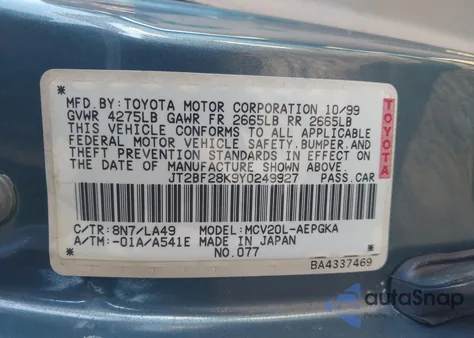 MFD.BY:TOYOTA MOTOR CORPORATION 10/99
GVWR 4275LB GAWR FR 2665LB RR 2665LB
THIS VEHICLE CONFORMS TO ALL APPLICABLE
FEDERAL MOTOR VEHICLE SAFETY, BUMPER, AND
THEFT PREVENTION STANDARDS IN EFFECT ON
THE DATE OF MANUFACTURE SHOWN ABOVE.
JT2BF28K9Y0249927 PASS.CAR
C/TR:8N7/LA49 MODEL:MCV20L-AEPGKA
A/TM:-01A/A541E MADE IN JAPAN
NO.077
BA4337469
TOYOTA
autoSnap